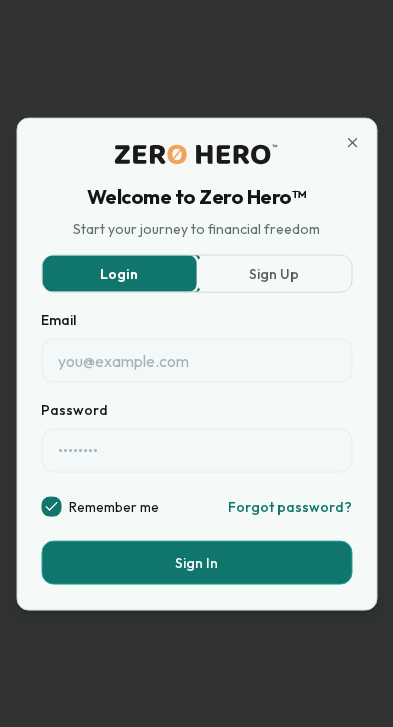 ZERO HERO™
Welcome to Zero Hero™
Start your journey to financial freedom
Login
Sign Up
Email
you@example.com
Password
••••••••
Remember me
Forgot password?
Sign In